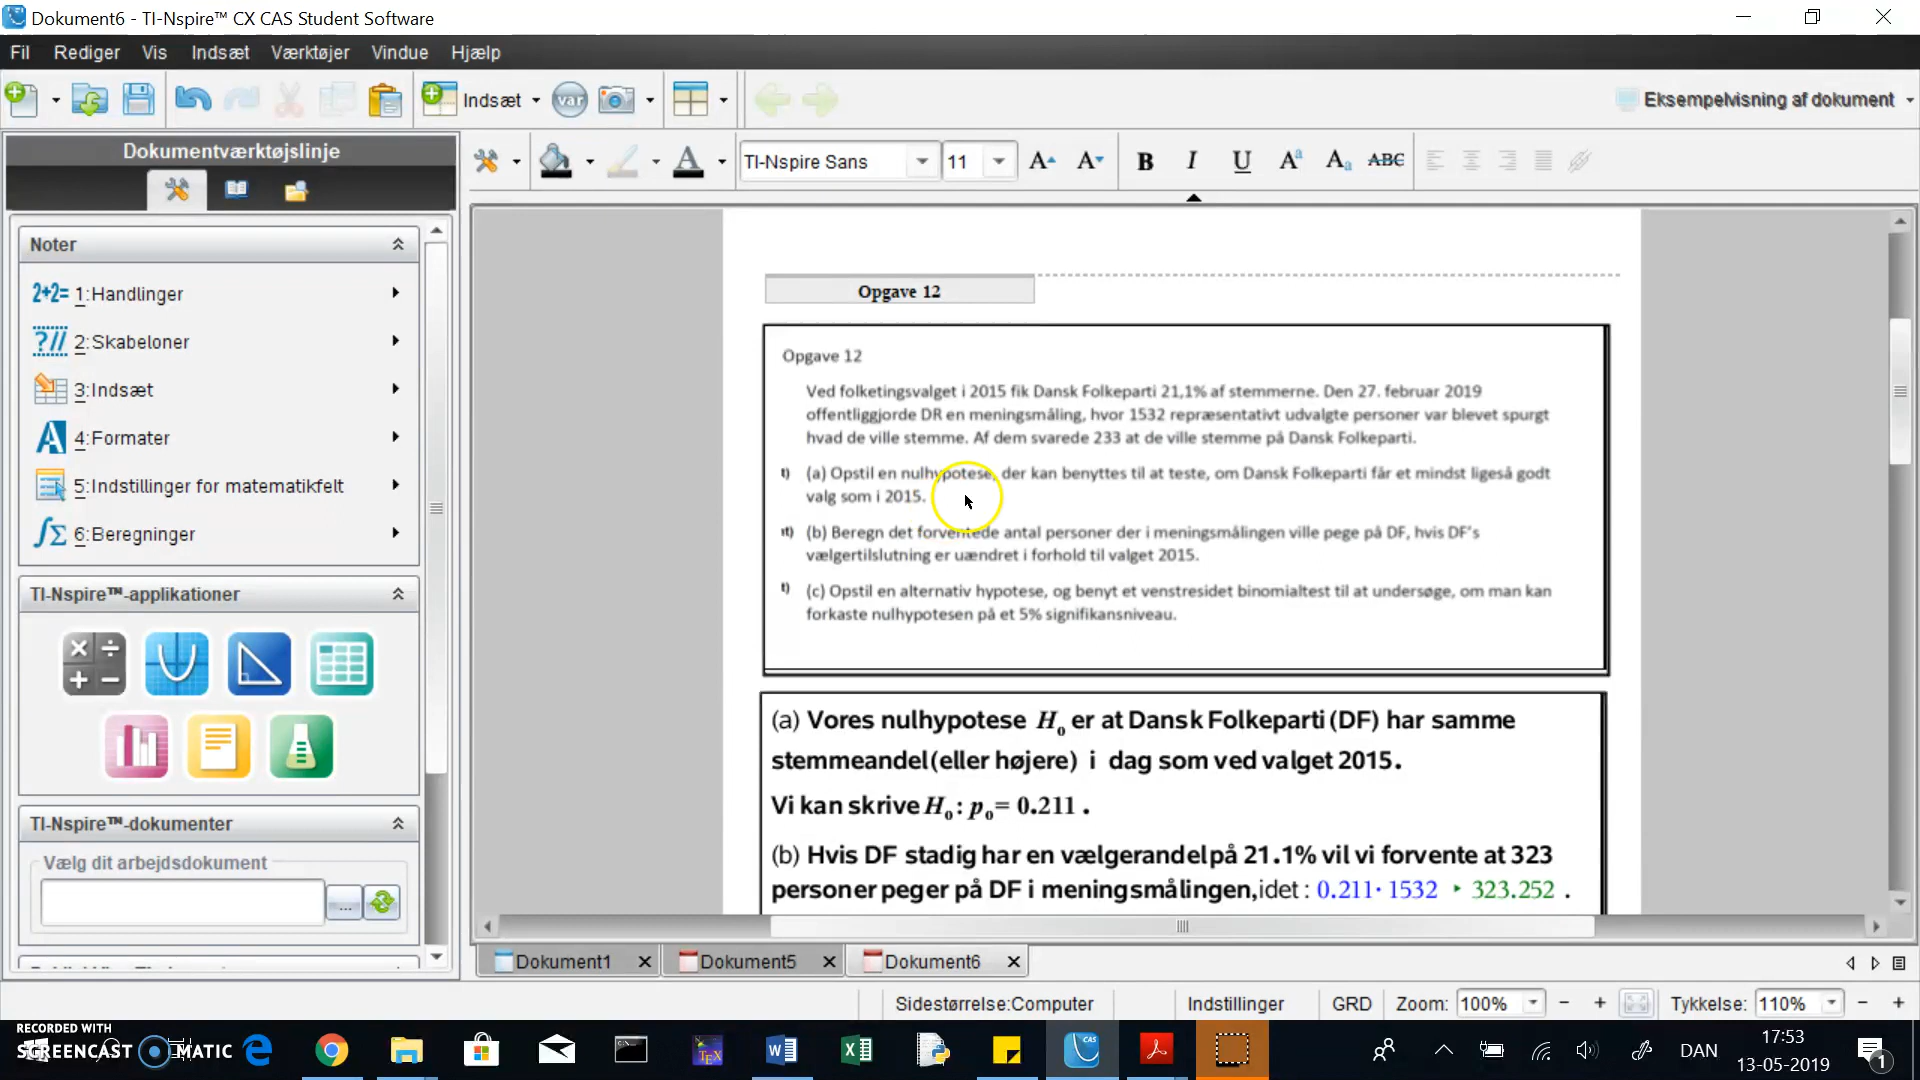 Dokument6 - TI-Nspire™ CX CAS Student Software
Fil Rediger Vis Indsæt Værktøjer Vindue Hjælp
Indsæt var Eksempelvisning af dokument
Dokumentværktøjslinje
TI-Nspire Sans 11 A A B I U Aa Aa ABC
Noter
2+2= 1:Handlinger
?// 2:Skabeloner
3:Indsæt
A 4:Formater
5:Indstillinger for matematikfelt
∫Σ 6:Beregninger
TI-Nspire™-applikationer
TI-Nspire™-dokumenter
Vælg dit arbejdsdokument
...
Opgave 12
Opgave 12
Ved folketingsvalget i 2015 fik Dansk Folkeparti 21,1% af stemmerne. Den 27. februar 2019
offentliggjorde DR en meningsmåling, hvor 1532 repræsentativt udvalgte personer var blevet spurgt
hvad de ville stemme. Af dem svarede 233 at de ville stemme på Dansk Folkeparti.
(a) Opstil en nulhypotese, der kan benyttes til at teste, om Dansk Folkeparti får et mindst ligeså godt
valg som i 2015.
(b) Beregn det forventede antal personer der i meningsmålingen ville pege på DF, hvis DF's
vælgertilslutning er uændret i forhold til valget 2015.
(c) Opstil en alternativ hypotese, og benyt et venstresidet binomialtest til at undersøge, om man kan
forkaste nulhypotesen på et 5% signifikansniveau.
(a) Vores nulhypotese H₀ er at Dansk Folkeparti (DF) har samme
stemmeandel (eller højere) i dag som ved valget 2015.
Vi kan skrive H₀: p₀= 0.211 .
(b) Hvis DF stadig har en vælgerandel på 21.1% vil vi forvente at 323
personer peger på DF i meningsmålingen, idet : 0.211· 1532 ▸ 323.252 .
Dokument1 Dokument5 Dokument6
Sidestørrelse:Computer Indstillinger GRD Zoom: 100% Tykkelse: 110%
RECORDED WITH
SCREENCAST MATIC
TEX
CAS
DAN
17:53
13-05-2019
1